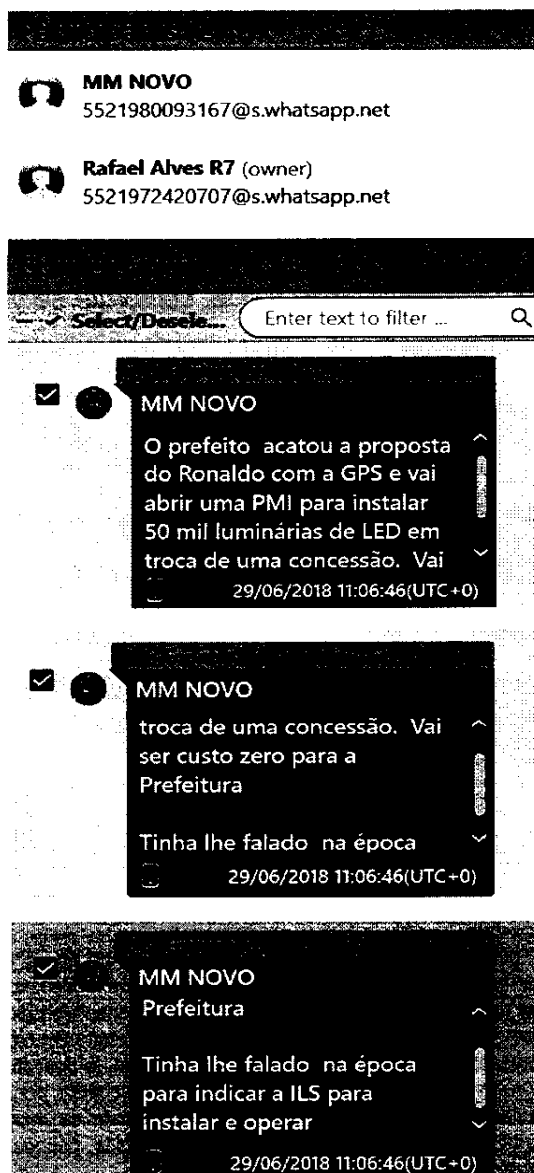 MM NOVO
5521980093167@s.whatsapp.net
Rafael Alves R7 (owner)
5521972420707@s.whatsapp.net
Select/Desele...
Enter text to filter ...
MM NOVO
O prefeito acatou a proposta
do Ronaldo com a GPS e vai
abrir uma PMI para instalar
50 mil luminárias de LED em
troca de uma concessão. Vai
29/06/2018 11:06:46(UTC+0)
MM NOVO
troca de uma concessão. Vai
ser custo zero para a
Prefeitura
Tinha lhe falado na época
29/06/2018 11:06:46(UTC+0)
MM NOVO
Prefeitura
Tinha lhe falado na época
para indicar a ILS para
instalar e operar
29/06/2018 11:06:46(UTC+0)